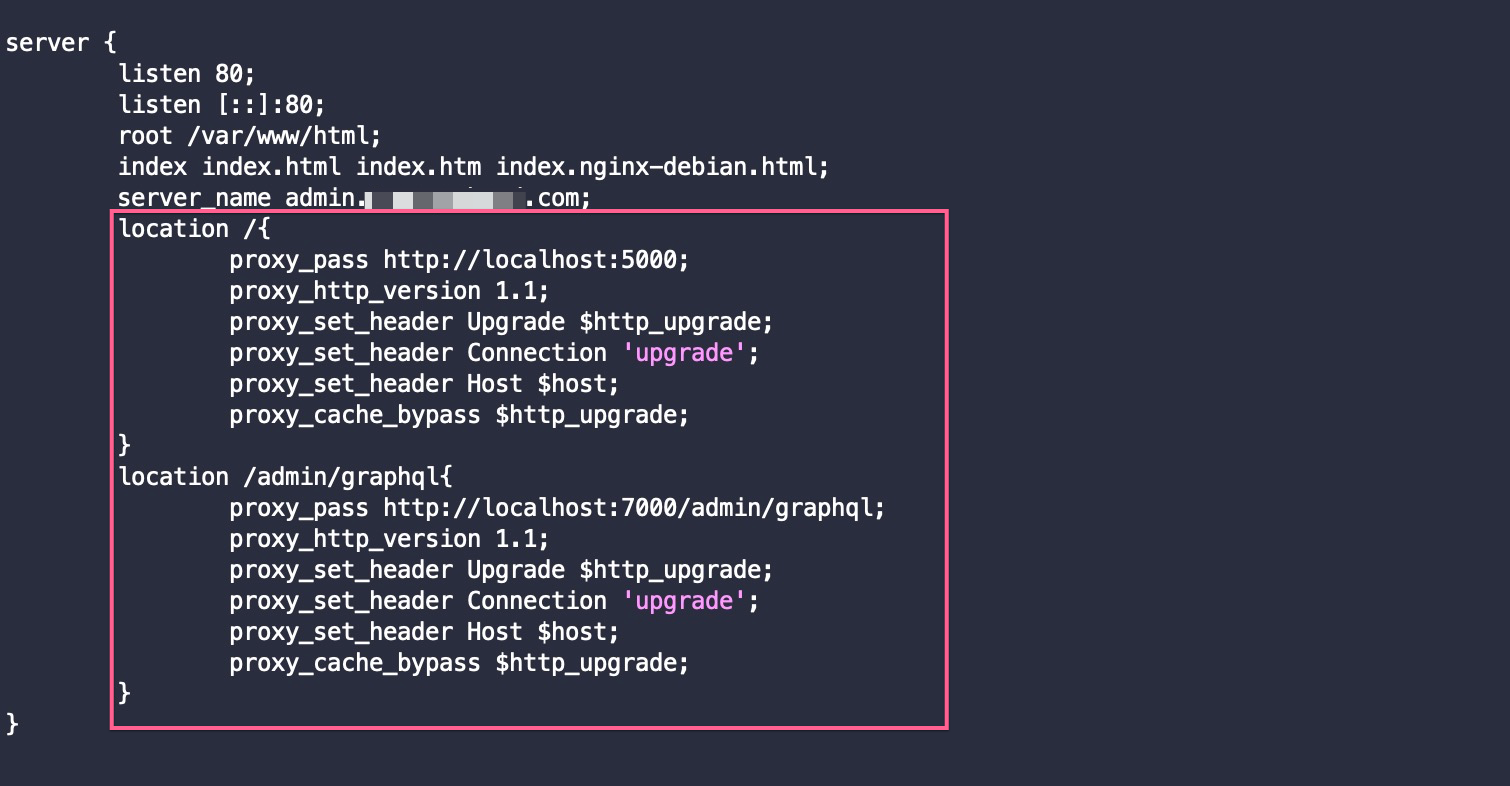 server {
listen 80;
listen [::]:80;
root /var/www/html;
index index.html index.htm index.nginx-debian.html;
server_name admin. .com;
location /{
proxy_pass http://localhost:5000;
proxy_http_version 1.1;
proxy_set_header Upgrade $http_upgrade;
proxy_set_header Connection 'upgrade';
proxy_set_header Host $host;
proxy_cache_bypass $http_upgrade;
}
location /admin/graphql{
proxy_pass http://localhost:7000/admin/graphql;
proxy_http_version 1.1;
proxy_set_header Upgrade $http_upgrade;
proxy_set_header Connection 'upgrade';
proxy_set_header Host $host;
proxy_cache_bypass $http_upgrade;
}
}